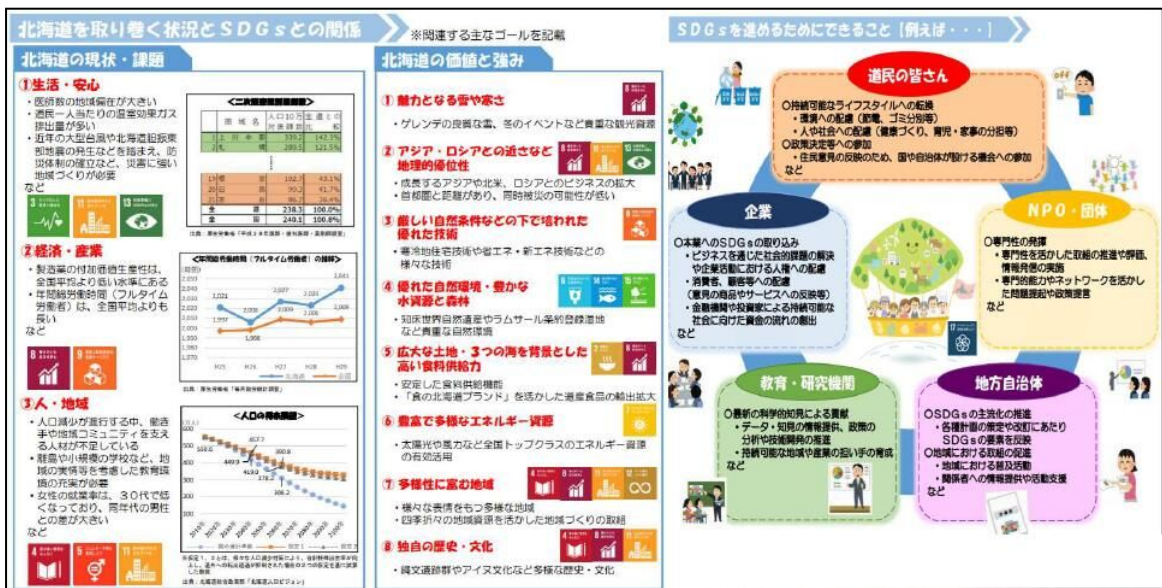 北海道を取り巻く状況とSDGsとの関係
※関連する主なゴールを記載
北海道の現状・課題
①生活・安心
・医師数の地域偏在が大きい
・道民一人当たりの温室効果ガス
排出量が多い
・近年の大型台風や北海道胆振東
部地震の発生などを踏まえ、防
災体制の確立など、災害に強い
地域づくりが必要
など
3
11
13
②経済・産業
・製造業の付加価値生産性は、
全国平均より低い水準にある
・年間総労働時間（フルタイム
労働者）は、全国平均よりも
長い
など
8
9
<年間総労働時間（フルタイム労働者）の推移>
H25 H26 H27 H28 H29
北海道 全国
③人・地域
・人口減少が進行する中、働き
手や地域コミュニティを支え
る人材が不足している
・離島や小規模の学校など、地
域の実情等を考慮した教育環
境の充実が必要
・女性の就業率は、30代で低
くなっており、同年代の男性
との差が大きい
など
4
5
11
北海道の価値と強み
① 魅力となる雪や寒さ
・ゲレンデの良質な雪、冬のイベントなど貴重な観光資源
② アジア・ロシアとの近さなど
地理的優位性
・成長するアジアや北米、ロシアとのビジネスの拡大
・首都圏と距離があり、同時被災の可能性が低い
③ 厳しい自然条件などの下で培われた
優れた技術
・寒冷地住宅技術や省エネ・新エネ技術などの
様々な技術
④ 優れた自然環境・豊かな
水資源と森林
・知床世界自然遺産やラムサール条約登録湿地
など貴重な自然環境
⑤ 広大な土地・3つの海を背景とした
高い食料供給力
・安定した食料供給機能
・「食の北海道ブランド」を活かした道産食品の輸出拡大
⑥ 豊富で多様なエネルギー資源
・太陽光や風力など全国トップクラスのエネルギー資源
の有効活用
⑦ 多様性に富む地域
・様々な表情をもつ多様な地域
・四季折々の地域資源を活かした地域づくりの取組
⑧ 独自の歴史・文化
・縄文遺跡群やアイヌ文化など多様な歴史・文化
SDGsを進めるためにできること【例えば・・・】
道民の皆さん
○持続可能なライフスタイルへの転換
・環境への配慮（節電、ゴミ分別等）
・人や社会への配慮（健康づくり、育児・家事の分担等）
○政策決定等への参加
・住民意見の反映のため、国や自治体が設ける機会への参加
など
企業
○本業へのSDGsの取り込み
・ビジネスを通じた社会的課題の解決
や企業活動における人権への配慮
・消費者、顧客等への配慮
（意見の商品やサービスへの反映等）
・金融機関や投資家による持続可能な
社会に向けた資金の流れの創出
など
NPO・団体
○専門性の発揮
・専門性を活かした取組の推進や評価、
情報発信の実施
・専門的能力やネットワークを活かし
た問題提起や政策提言
など
17
教育・研究機関
○最新の科学的知見による貢献
・データ・知見の情報提供、政策の
分析や技術開発の推進
・持続可能な地域や産業の担い手の育成
など
地方自治体
○SDGsの主流化の推進
・各種計画の策定や改訂にあたり
SDGsの要素を反映
○地域における取組の促進
・地域における普及活動
・関係者への情報提供や活動支援
など